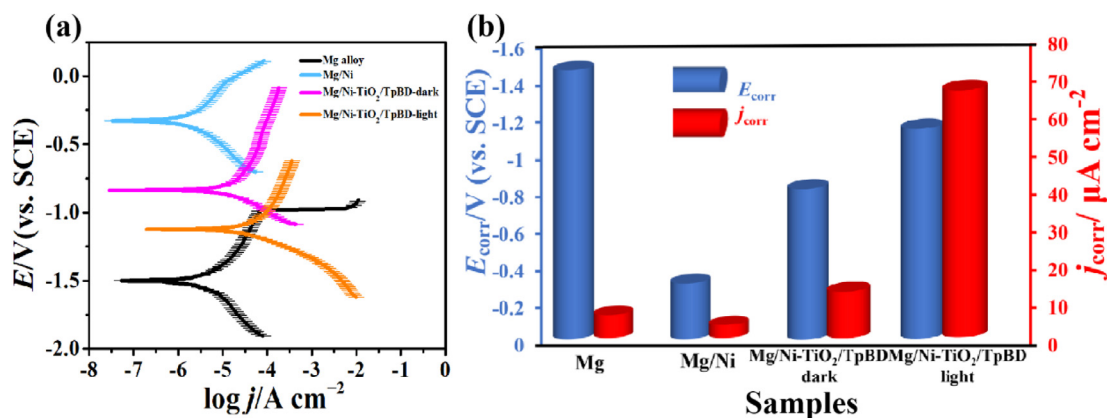 (a)
Mg alloy
Mg/Ni
Mg/Ni-TiO₂/TpBD-dark
Mg/Ni-TiO₂/TpBD-light
0.0
-0.5
-1.0
-1.5
-2.0
E/V (vs. SCE)
-8 -7 -6 -5 -4 -3 -2 -1 0
log j/A cm⁻²
(b)
-1.6
-1.4
-1.2
-1
-0.8
-0.6
-0.4
-0.2
0
E_corr/V (vs. SCE)
E_corr
j_corr
80
70
60
50
40
30
20
10
0
j_corr/ μA cm⁻²
Mg Mg/Ni Mg/Ni-TiO₂/TpBD Mg/Ni-TiO₂/TpBD
dark light
Samples